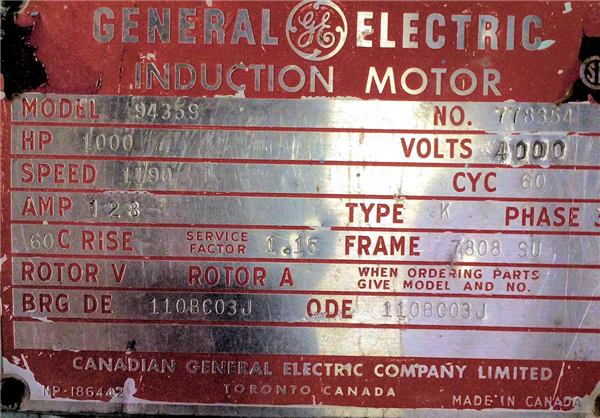 GENERAL GE ELECTRIC
INDUCTION MOTOR
MODEL 94359 NO. 778354
HP 1000 VOLTS 4000
SPEED 1190 CYC 60
AMP 128 TYPE K PHASE 3
60C RISE SERVICE FACTOR 1.15 FRAME 7808 SU
ROTOR V ROTOR A WHEN ORDERING PARTS GIVE MODEL AND NO.
BRG DE 1108C03J ODE 1108C03J
CANADIAN GENERAL ELECTRIC COMPANY LIMITED
NP-186442 TORONTO CANADA MADE IN CANADA